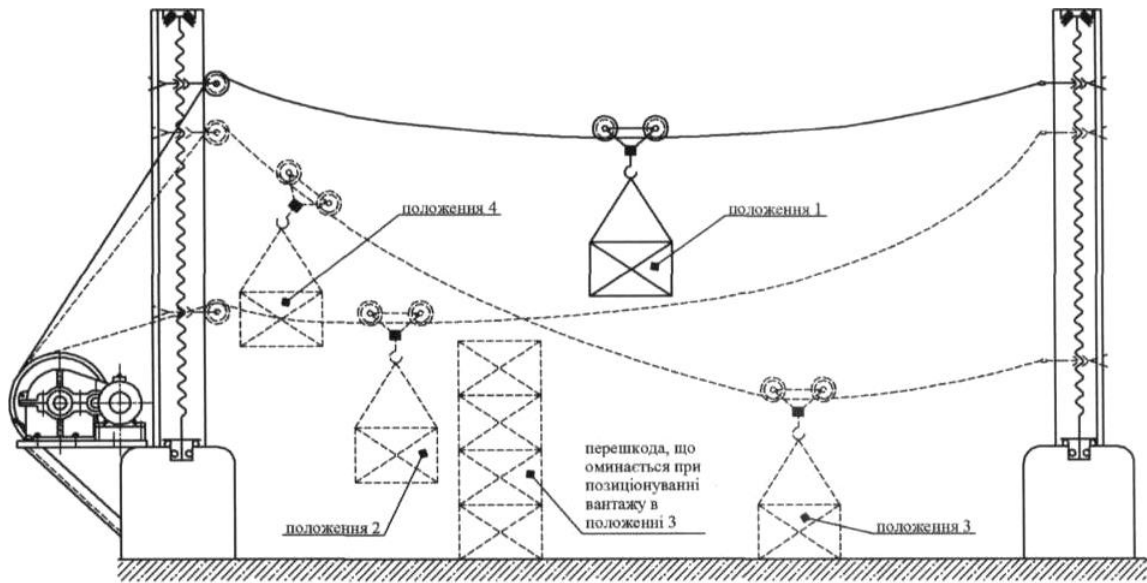 положення 4
положення 1
перешкода, що
оминається при
позиціонуванні
вантажу в
положенні 3
положення 2
положення 3